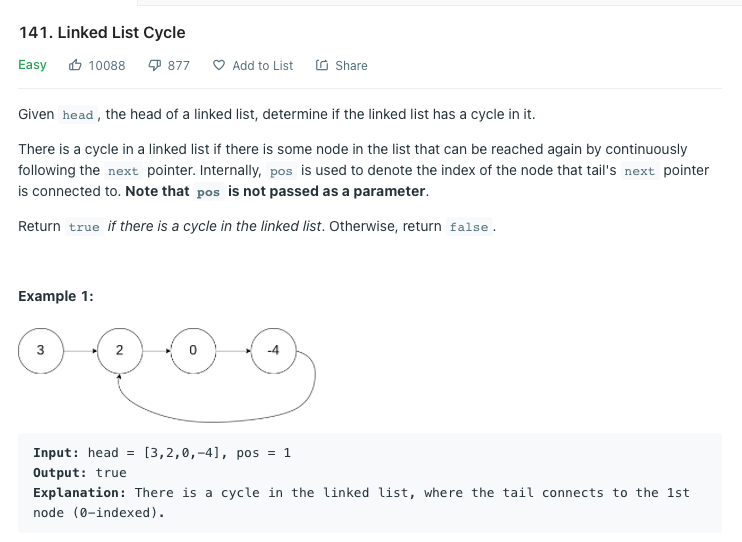 141. Linked List Cycle
Easy 10088 877 Add to List Share
Given head, the head of a linked list, determine if the linked list has a cycle in it.
There is a cycle in a linked list if there is some node in the list that can be reached again by continuously
following the next pointer. Internally, pos is used to denote the index of the node that tail's next pointer
is connected to. Note that pos is not passed as a parameter.
Return true if there is a cycle in the linked list. Otherwise, return false.
Example 1:
3 2 0 -4
Input: head = [3,2,0,-4], pos = 1
Output: true
Explanation: There is a cycle in the linked list, where the tail connects to the 1st
node (0-indexed).